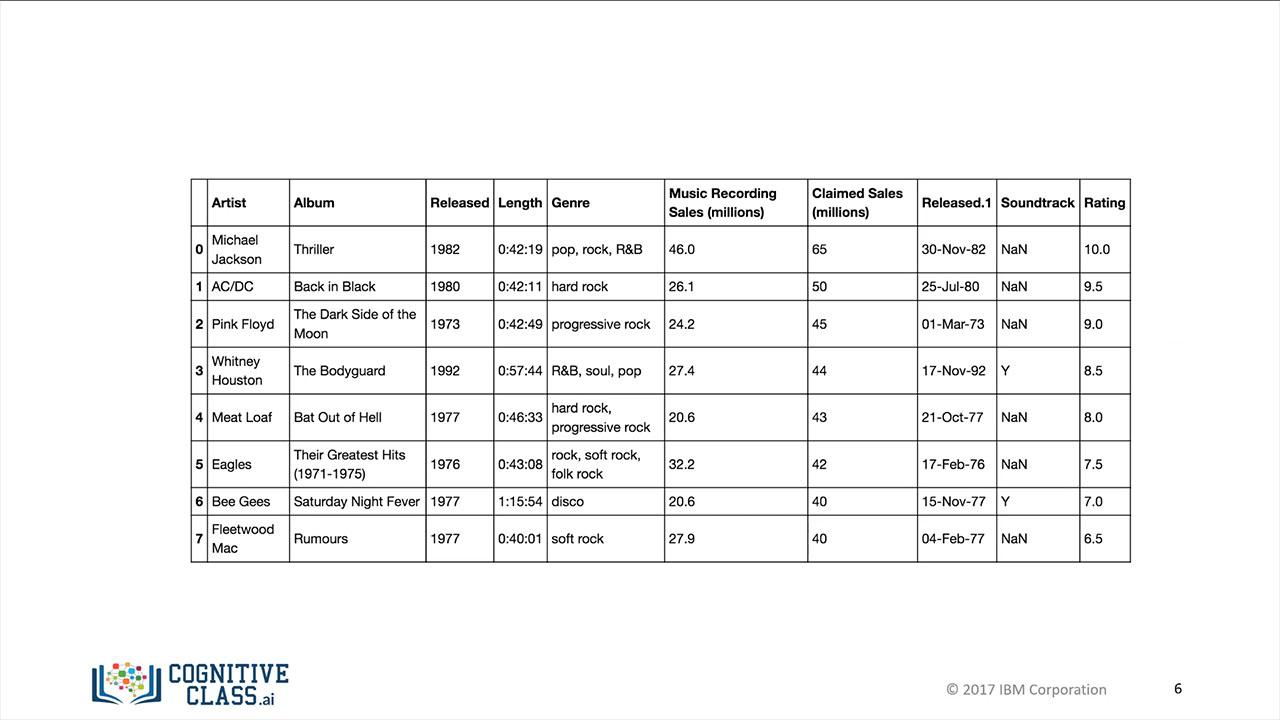 Artist Album Released Length Genre Music Recording Sales (millions) Claimed Sales (millions) Released.1 Soundtrack Rating
0 Michael Jackson Thriller 1982 0:42:19 pop, rock, R&B 46.0 65 30-Nov-82 NaN 10.0
1 AC/DC Back in Black 1980 0:42:11 hard rock 26.1 50 25-Jul-80 NaN 9.5
2 Pink Floyd The Dark Side of the Moon 1973 0:42:49 progressive rock 24.2 45 01-Mar-73 NaN 9.0
3 Whitney Houston The Bodyguard 1992 0:57:44 R&B, soul, pop 27.4 44 17-Nov-92 Y 8.5
4 Meat Loaf Bat Out of Hell 1977 0:46:33 hard rock, progressive rock 20.6 43 21-Oct-77 NaN 8.0
5 Eagles Their Greatest Hits (1971-1975) 1976 0:43:08 rock, soft rock, folk rock 32.2 42 17-Feb-76 NaN 7.5
6 Bee Gees Saturday Night Fever 1977 1:15:54 disco 20.6 40 15-Nov-77 Y 7.0
7 Fleetwood Mac Rumours 1977 0:40:01 soft rock 27.9 40 04-Feb-77 NaN 6.5
COGNITIVE
CLASS.ai
© 2017 IBM Corporation 6